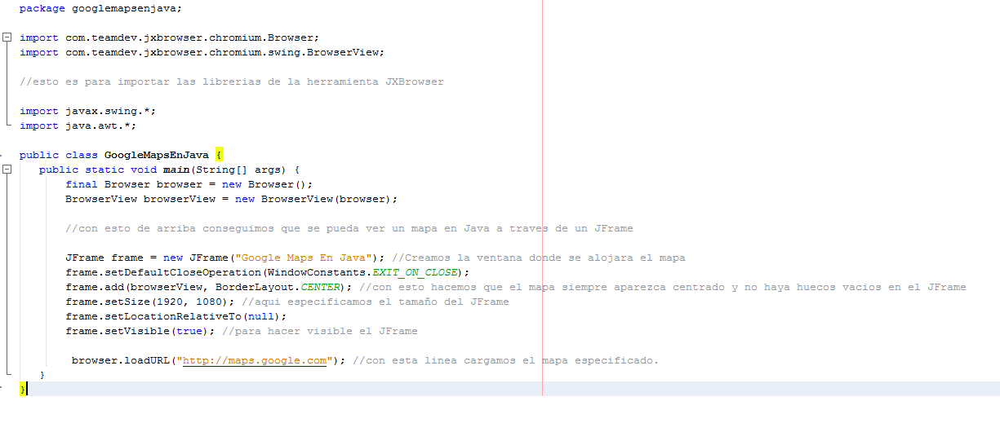 package googlemapsenjava;
import com.teamdev.jxbrowser.chromium.Browser;
import com.teamdev.jxbrowser.chromium.swing.BrowserView;
//esto es para importar las librerias de la herramienta JXBrowser
import javax.swing.*;
import java.awt.*;
public class GoogleMapsEnJava {
public static void main(String[] args) {
final Browser browser = new Browser();
BrowserView browserView = new BrowserView(browser);
//con esto de arriba conseguimos que se pueda ver un mapa en Java a traves de un JFrame
JFrame frame = new JFrame("Google Maps En Java"); //Creamos la ventana donde se alojara el mapa
frame.setDefaultCloseOperation(WindowConstants.EXIT_ON_CLOSE);
frame.add(browserView, BorderLayout.CENTER); //con esto hacemos que el mapa siempre aparezca centrado y no haya huecos vacios en el JFrame
frame.setSize(1920, 1080); //aqui especificamos el tamaño del JFrame
frame.setLocationRelativeTo(null);
frame.setVisible(true); //para hacer visible el JFrame
browser.loadURL("http://maps.google.com"); //con esta linea cargamos el mapa especificado.
}
}